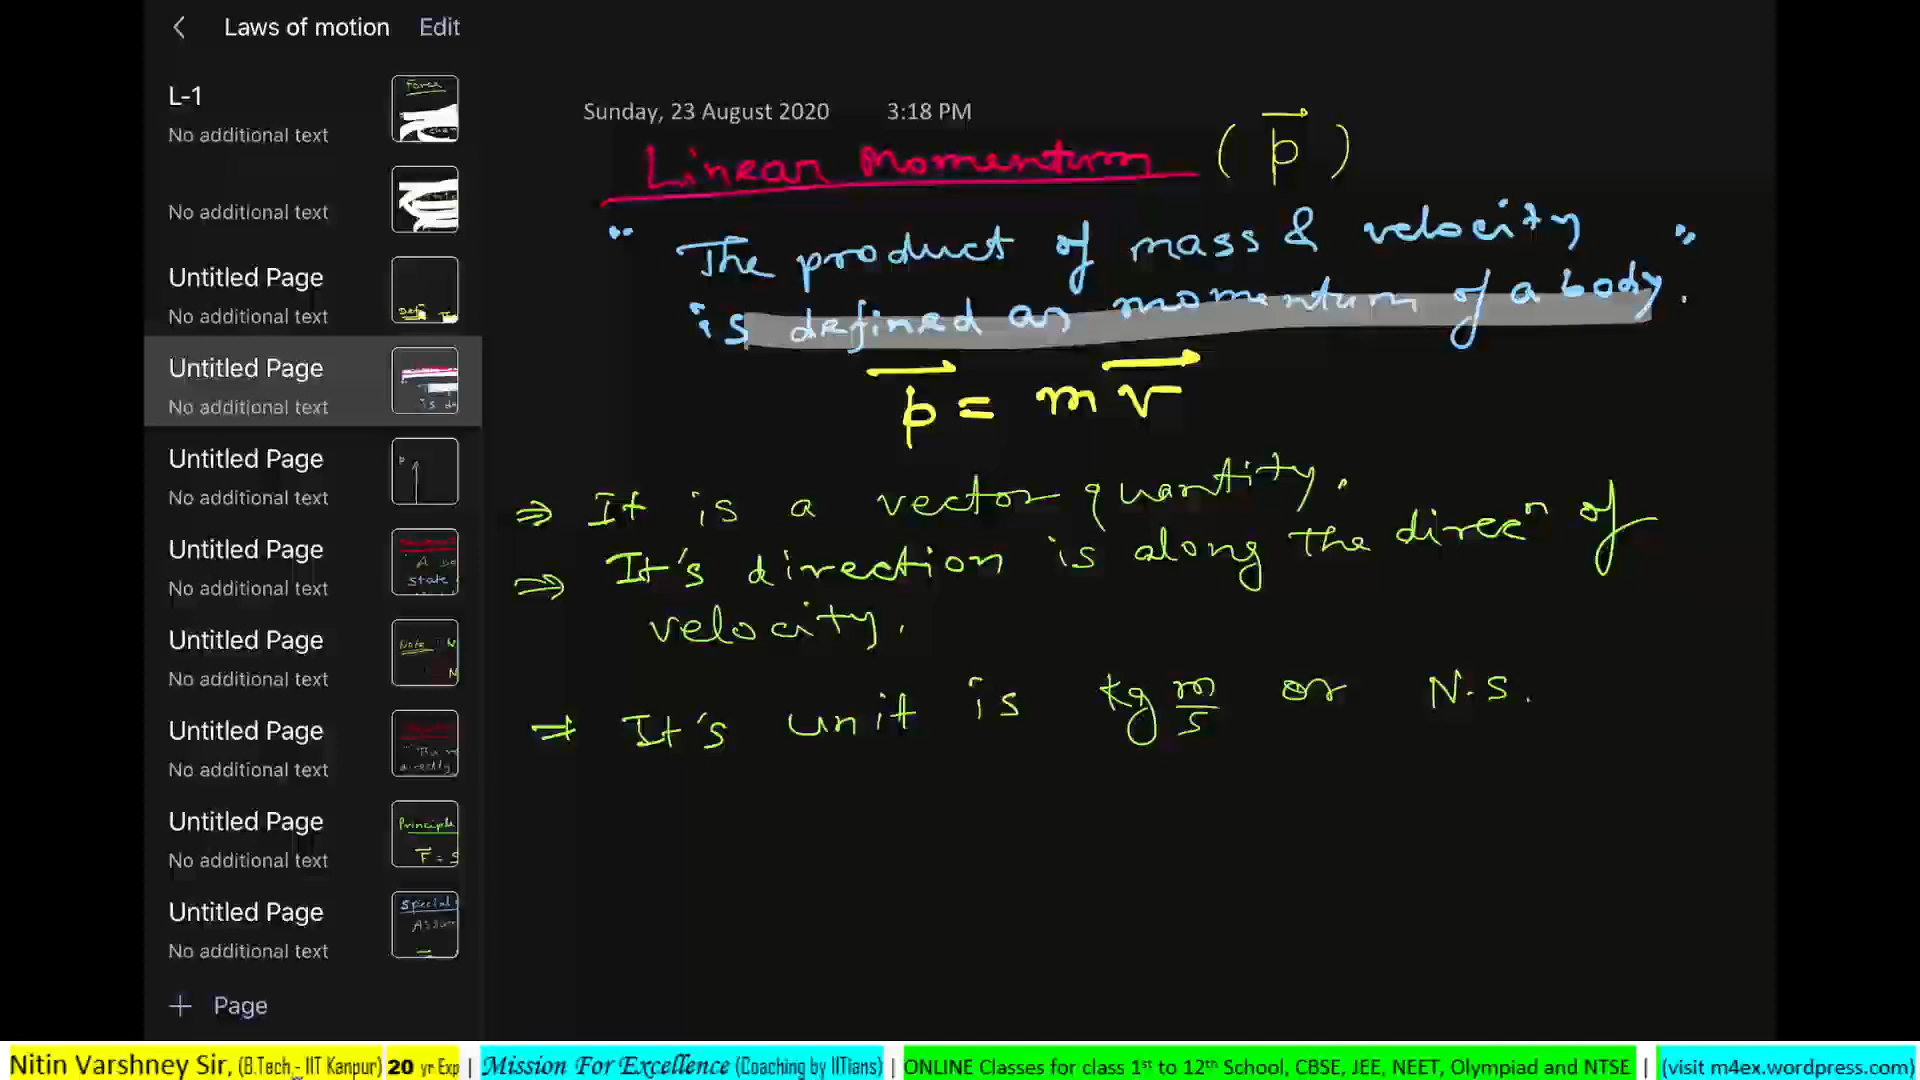 Laws of motion Edit
L-1
No additional text
No additional text
Untitled Page
No additional text
Untitled Page
No additional text
Untitled Page
No additional text
Untitled Page
No additional text
Untitled Page
No additional text
Untitled Page
No additional text
Untitled Page
No additional text
Untitled Page
No additional text
+ Page
Force
Note
state
Principle
Special
Sunday, 23 August 2020 3:18 PM
Linear Momentum (p⃗)
" The product of mass & velocity "
is defined as momentum of a body.
p⃗ = m v⃗
⇒ It is a vector quantity.
⇒ It's direction is along the direcⁿ of
velocity.
⇒ It's unit is kg m/s or N.s.
Nitin Varshney Sir, (B.Tech,- IIT Kanpur) 20 yr Exp | Mission For Excellence (Coaching by IITians) | ONLINE Classes for class 1st to 12th School, CBSE, JEE, NEET, Olympiad and NTSE | (visit m4ex.wordpress.com)